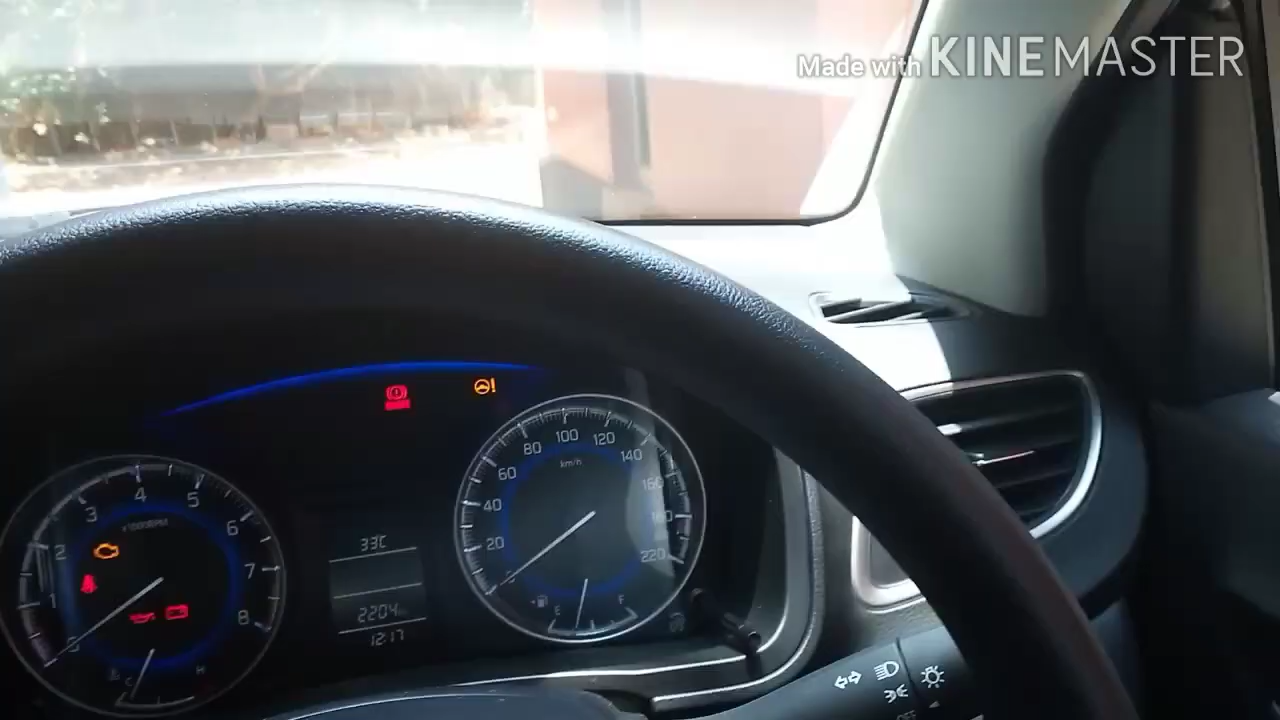 Made with KINEMASTER
1 2 3 4 5 6 7 8
x1000RPM
C H
33C
2204
12:17
20 40 60 80 100 120 140 160 180 220
km/h
E F
OFF